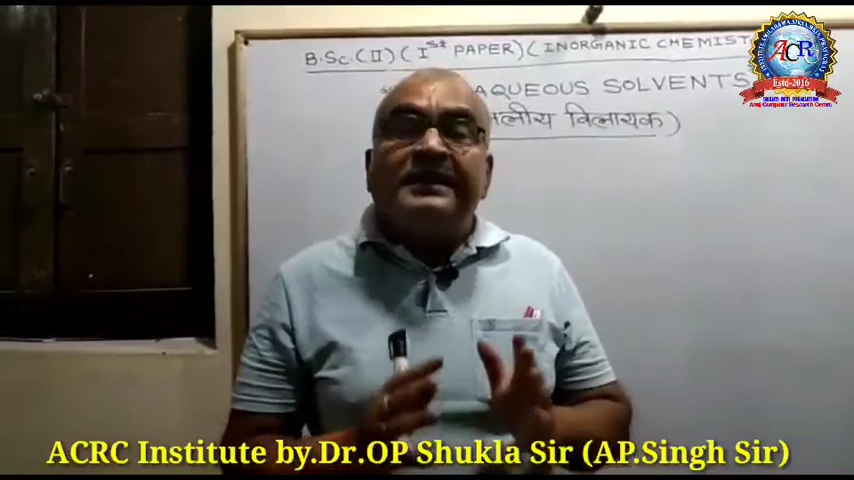 B.Sc.(II)(Ist PAPER)(INORGANIC CHEMIST
AQUEOUS SOLVENTS
विलायक)
ACR
Estd-2016
ACRC Institute by.Dr.OP Shukla Sir (AP.Singh Sir)